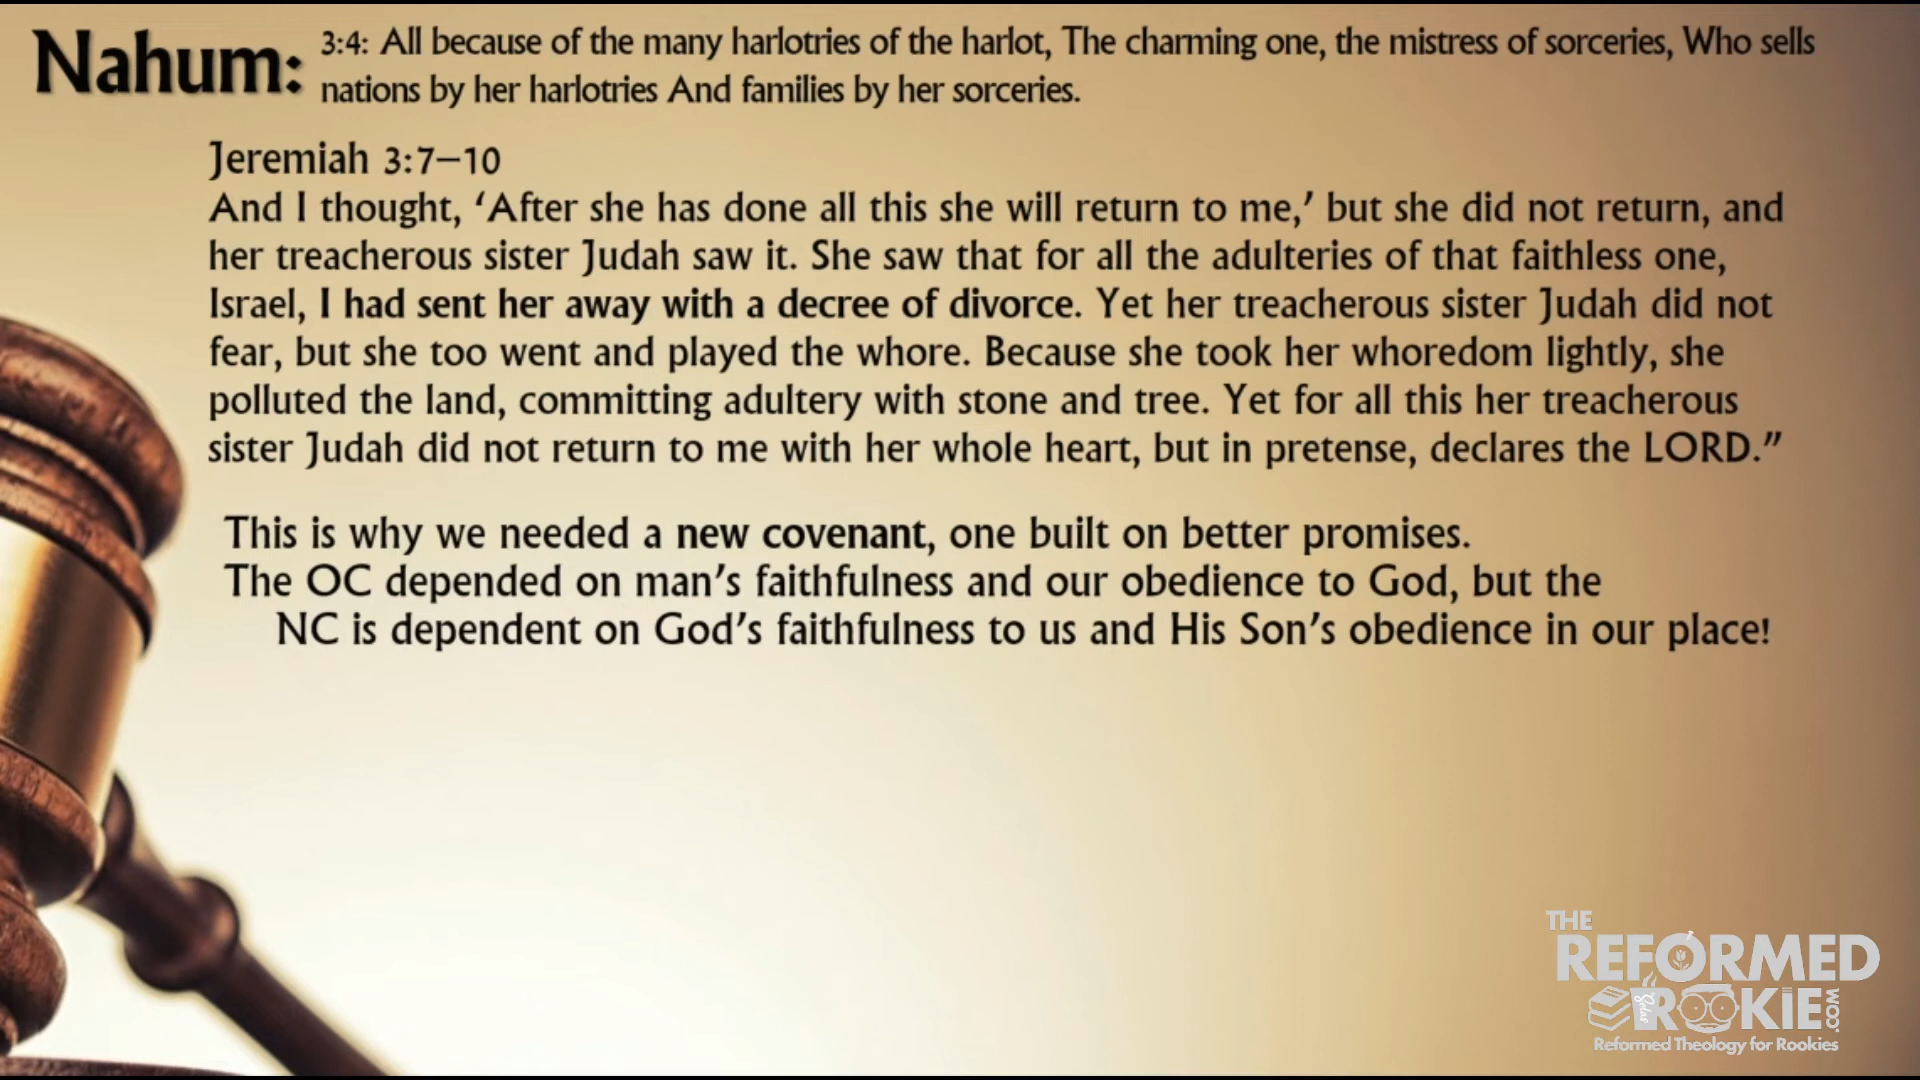 Nahum: 3:4: All because of the many harlotries of the harlot, The charming one, the mistress of sorceries, Who sells
nations by her harlotries And families by her sorceries.
Jeremiah 3:7–10
And I thought, ‘After she has done all this she will return to me,’ but she did not return, and
her treacherous sister Judah saw it. She saw that for all the adulteries of that faithless one,
Israel, I had sent her away with a decree of divorce. Yet her treacherous sister Judah did not
fear, but she too went and played the whore. Because she took her whoredom lightly, she
polluted the land, committing adultery with stone and tree. Yet for all this her treacherous
sister Judah did not return to me with her whole heart, but in pretense, declares the LORD.”
This is why we needed a new covenant, one built on better promises.
The OC depended on man’s faithfulness and our obedience to God, but the
NC is dependent on God’s faithfulness to us and His Son’s obedience in our place!
THE
REFORMED
ROOKIE.COM
Reformed Theology for Rookies